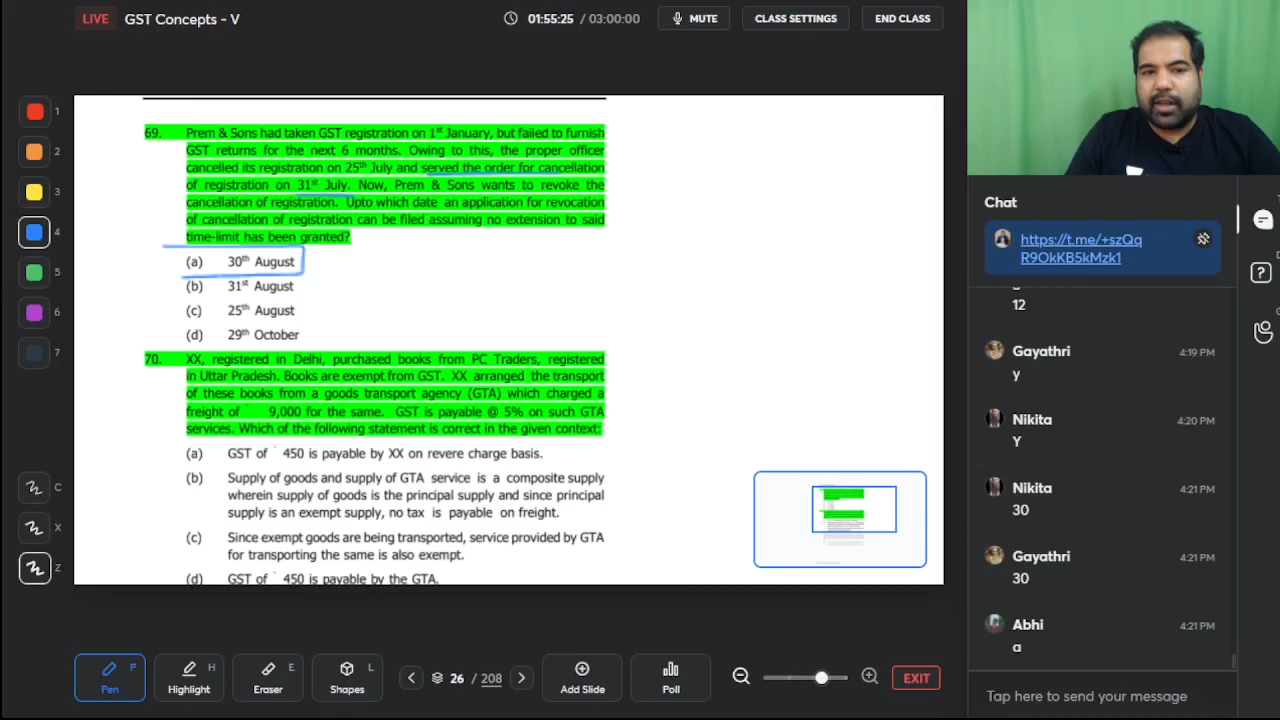 LIVE GST Concepts - V 01:55:25 / 03:00:00 MUTE CLASS SETTINGS END CLASS
1
2
3
4
5
6
7
C
X
Z
69. Prem & Sons had taken GST registration on 1st January, but failed to furnish
GST returns for the next 6 months. Owing to this, the proper officer
cancelled its registration on 25th July and served the order for cancellation
of registration on 31st July. Now, Prem & Sons wants to revoke the
cancellation of registration. Upto which date an application for revocation
of cancellation of registration can be filed assuming no extension to said
time-limit has been granted?
(a) 30th August
(b) 31st August
(c) 25th August
(d) 29th October
70. XX, registered in Delhi, purchased books from PC Traders, registered
in Uttar Pradesh. Books are exempt from GST. XX arranged the transport
of these books from a goods transport agency (GTA) which charged a
freight of ` 9,000 for the same. GST is payable @ 5% on such GTA
services. Which of the following statement is correct in the given context:
(a) GST of ` 450 is payable by XX on revere charge basis.
(b) Supply of goods and supply of GTA service is a composite supply
wherein supply of goods is the principal supply and since principal
supply is an exempt supply, no tax is payable on freight.
(c) Since exempt goods are being transported, service provided by GTA
for transporting the same is also exempt.
(d) GST of ` 450 is payable by the GTA.
Chat
https://t.me/+szQq
R9OkKB5kMzk1
12
Gayathri 4:19 PM
y
Nikita 4:20 PM
Y
Nikita 4:21 PM
30
Gayathri 4:21 PM
30
Abhi 4:21 PM
a
Tap here to send your message
P H E L
Pen Highlight Eraser Shapes 26 / 208 Add Slide Poll EXIT